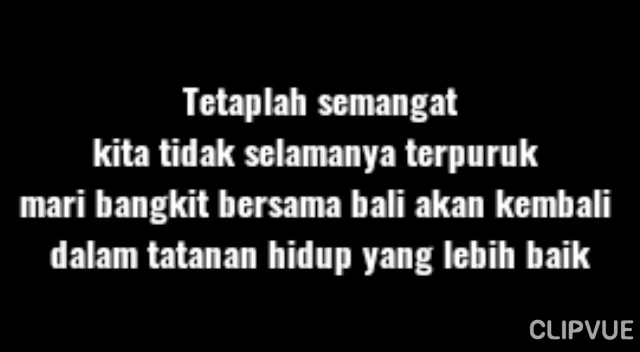 Tetaplah semangat
kita tidak selamanya terpuruk
mari bangkit bersama bali akan kembali
dalam tatanan hidup yang lebih baik
CLIPVUE